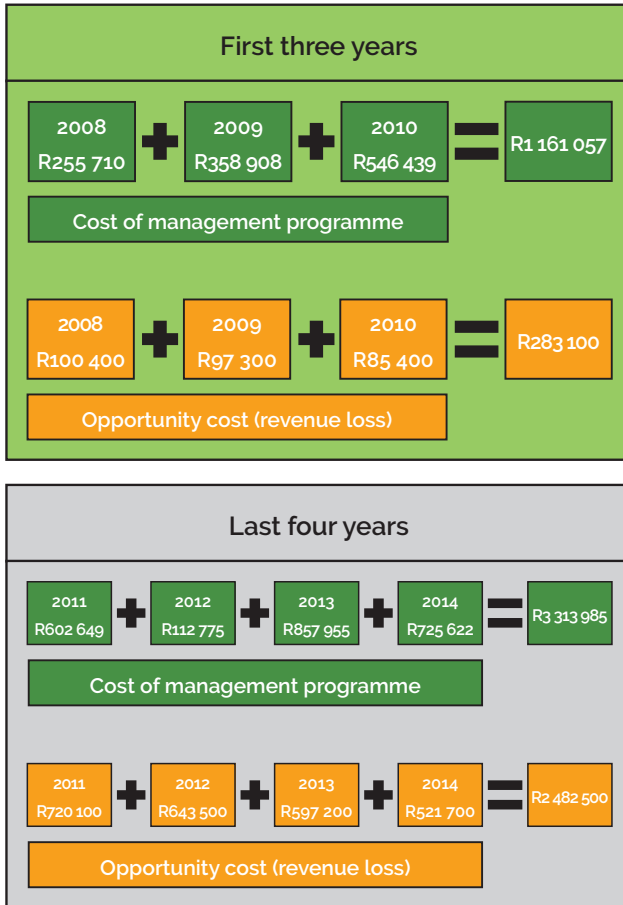 First three years
2008
R255 710
2009
R358 908
2010
R546 439
R1 161 057
Cost of management programme
2008
R100 400
2009
R97 300
2010
R85 400
R283 100
Opportunity cost (revenue loss)
Last four years
2011
R602 649
2012
R112 775
2013
R857 955
2014
R725 622
R3 313 985
Cost of management programme
2011
R720 100
2012
R643 500
2013
R597 200
2014
R521 700
R2 482 500
Opportunity cost (revenue loss)